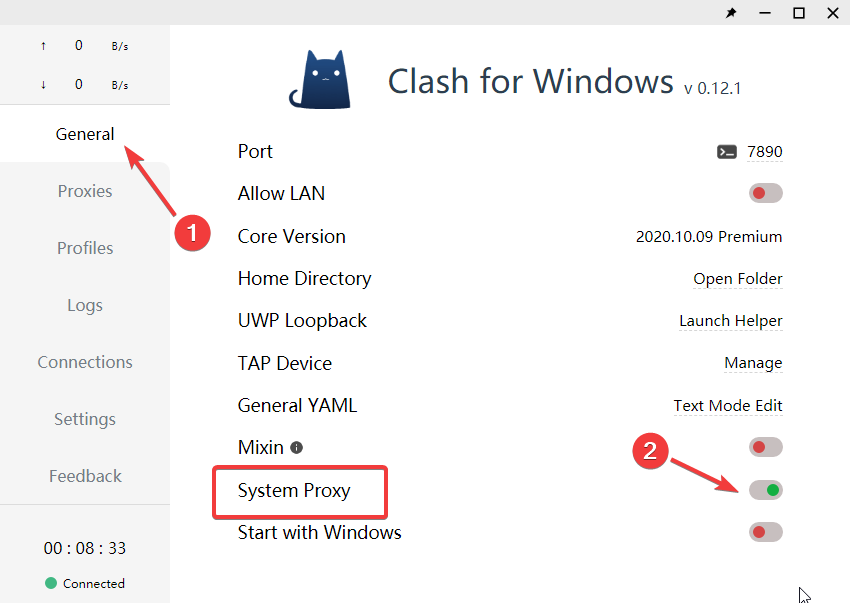 ↑ 0 B/s
↓ 0 B/s
General
Proxies
Profiles
Logs
Connections
Settings
Feedback
00 : 08 : 33
Connected
1
Clash for Windows v 0.12.1
Port 7890
Allow LAN
Core Version 2020.10.09 Premium
Home Directory Open Folder
UWP Loopback Launch Helper
TAP Device Manage
General YAML Text Mode Edit
Mixin
2
System Proxy
Start with Windows